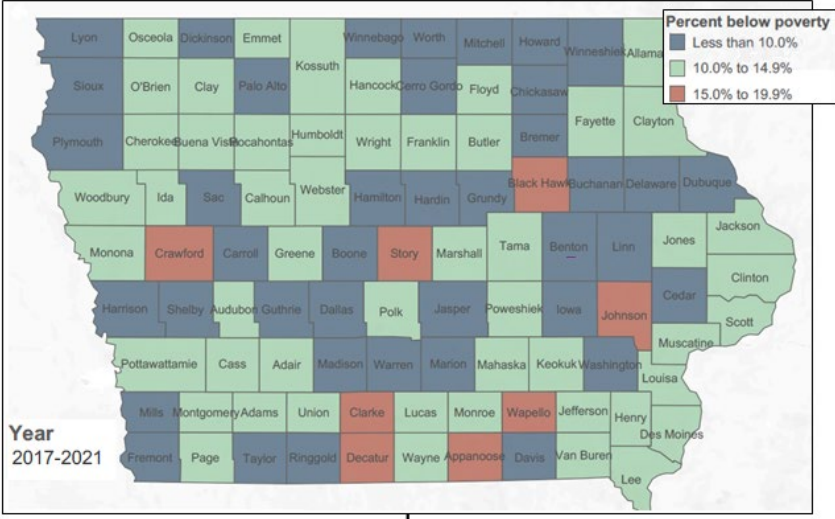 Percent below poverty
Less than 10.0%
10.0% to 14.9%
15.0% to 19.9%
Lyon Osceola Dickinson Emmet Winnebago Worth Mitchell Howard Winneshiek Allama
Kossuth
Sioux O'Brien Clay Palo Alto Hancock Cerro Gordo Floyd Chickasaw
Fayette Clayton
Plymouth Cherokee Buena Vista Pocahontas Humboldt Wright Franklin Butler Bremer
Woodbury Ida Sac Calhoun Webster Hamilton Hardin Grundy Black Hawk Buchanan Delaware Dubuque
Monona Crawford Carroll Greene Boone Story Marshall Tama Benton Linn Jones Jackson
Clinton
Harrison Shelby Audubon Guthrie Dallas Polk Jasper Poweshiek Iowa Johnson Cedar
Scott
Muscatine
Pottawattamie Cass Adair Madison Warren Marion Mahaska Keokuk Washington
Louisa
Mills Montgomery Adams Union Clarke Lucas Monroe Wapello Jefferson Henry
Des Moines
Fremont Page Taylor Ringgold Decatur Wayne Appanoose Davis Van Buren
Lee
Year
2017-2021